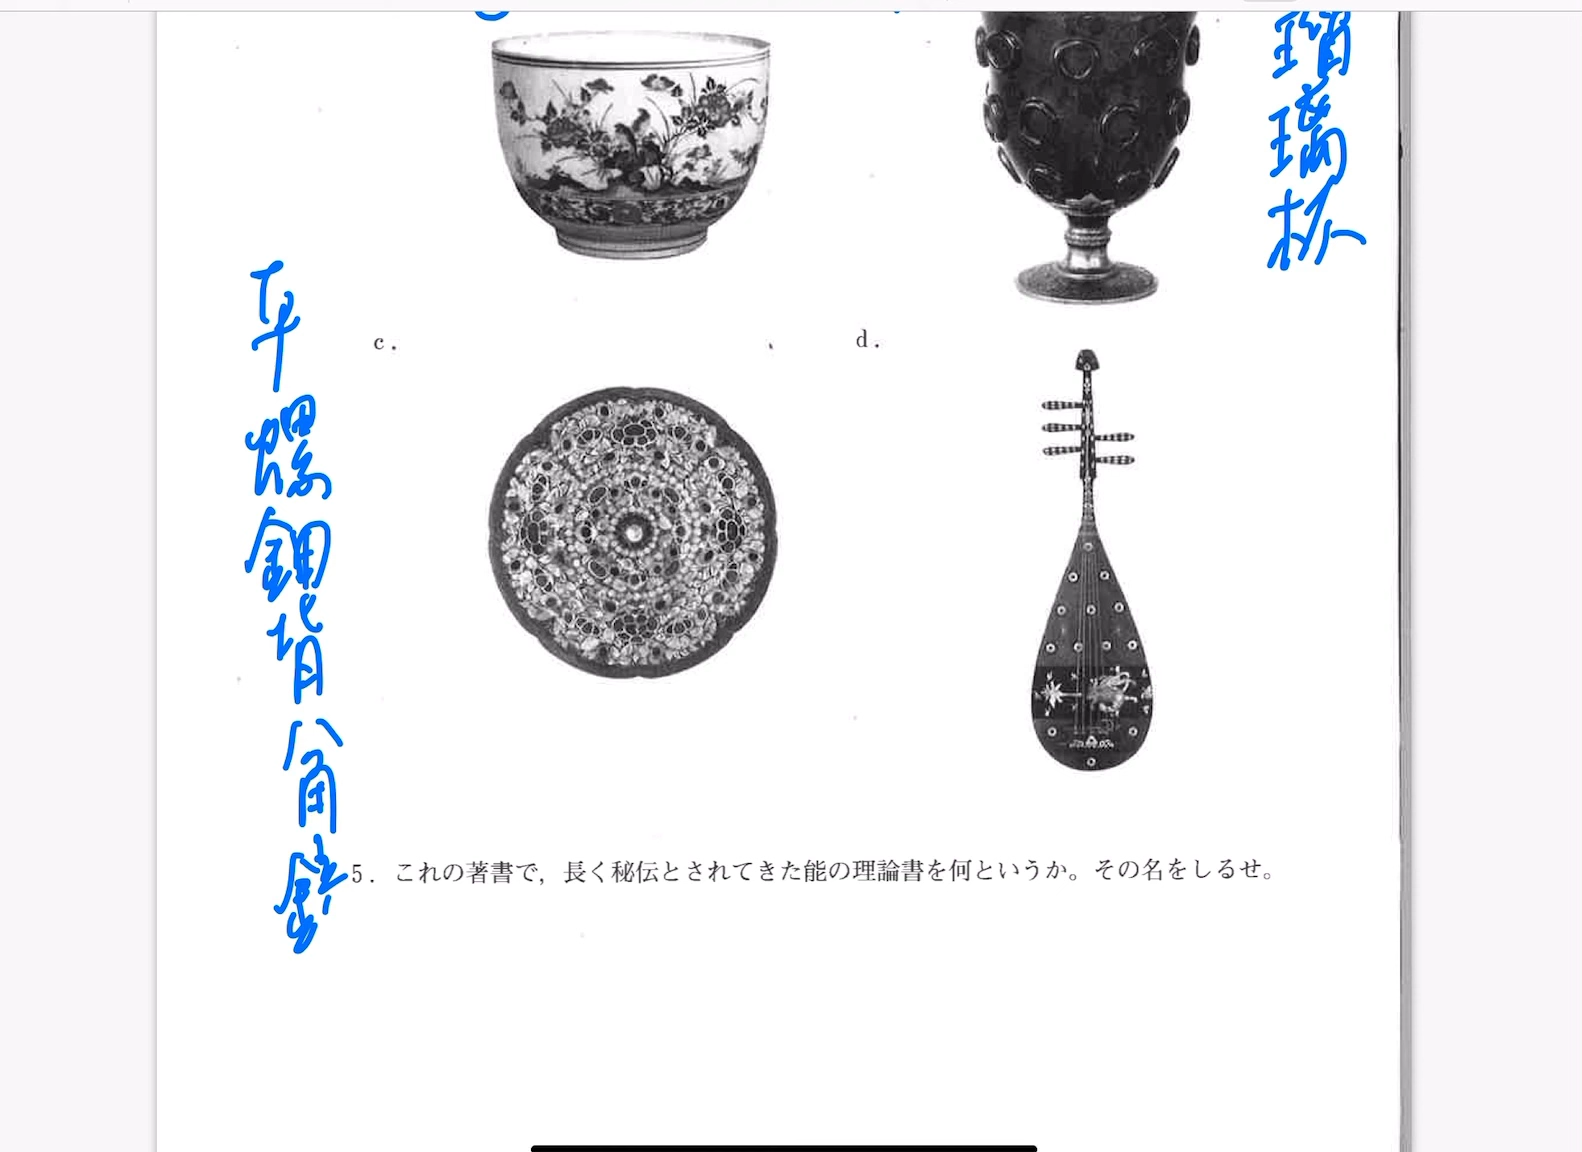 瑠璃杯
c.
d.
平螺鈿背八角鏡
5. これの著書で，長く秘伝とされてきた能の理論書を何というか。その名をしるせ。